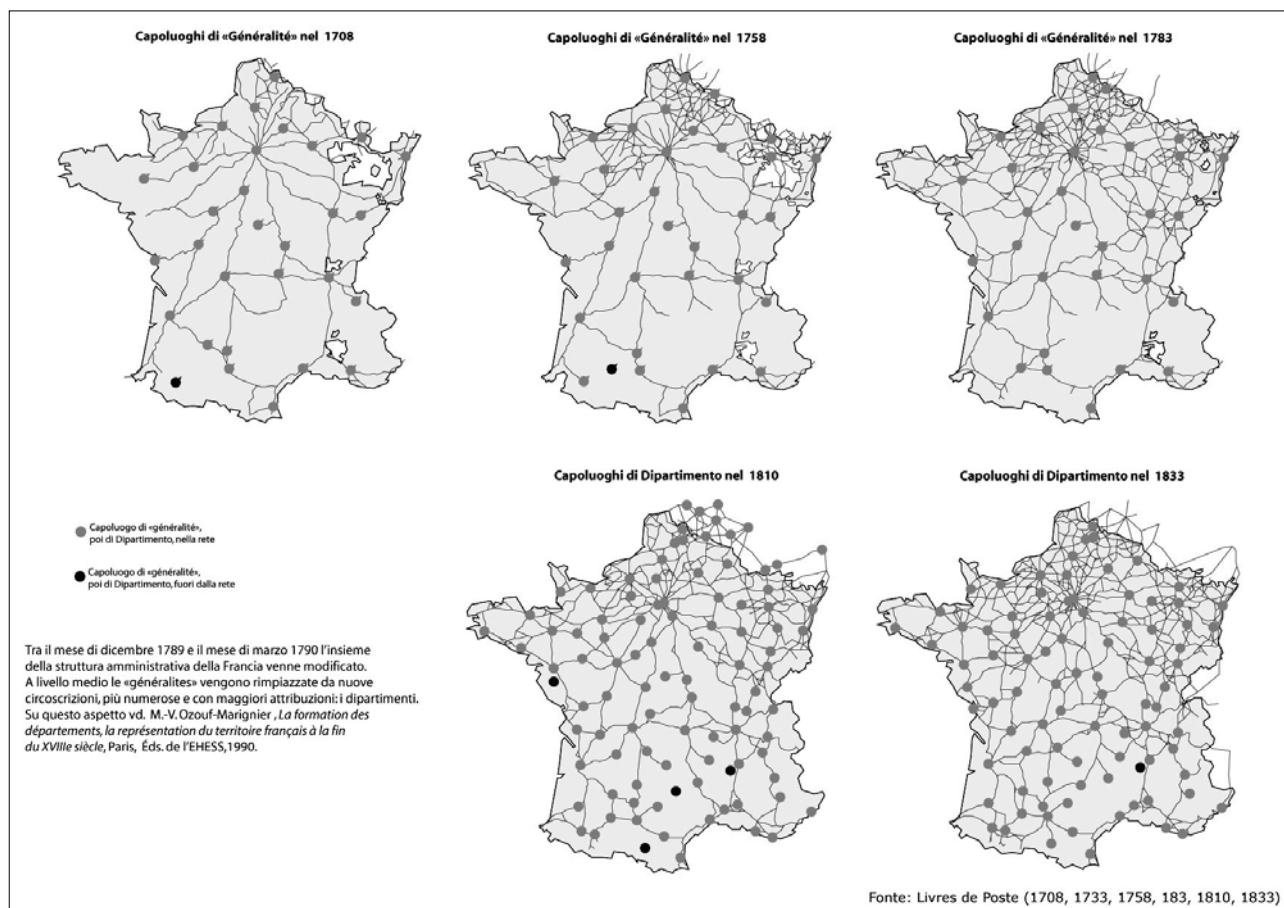 Capoluoghi di «Généralité» nel 1708
Capoluoghi di «Généralité» nel 1758
Capoluoghi di «Généralité» nel 1783
Capoluoghi di Dipartimento nel 1810
Capoluoghi di Dipartimento nel 1833
Capoluogo di «généralité»,
poi di Dipartimento, nella rete
Capoluogo di «généralité»,
poi di Dipartimento, fuori dalla rete
Tra il mese di dicembre 1789 e il mese di marzo 1790 l'insieme
della struttura amministrativa della Francia venne modificato.
A livello medio le «généralites» vengono rimpiazzate da nuove
circoscrizioni, più numerose e con maggiori attribuzioni: i dipartimenti.
Su questo aspetto vd. M.-V. Ozouf-Marignier, La formation des
départements, la représentation du territoire français à la fin
du XVIIIe siècle, Paris, Éds. de l'EHESS, 1990.
Fonte: Livres de Poste (1708, 1733, 1758, 183, 1810, 1833)